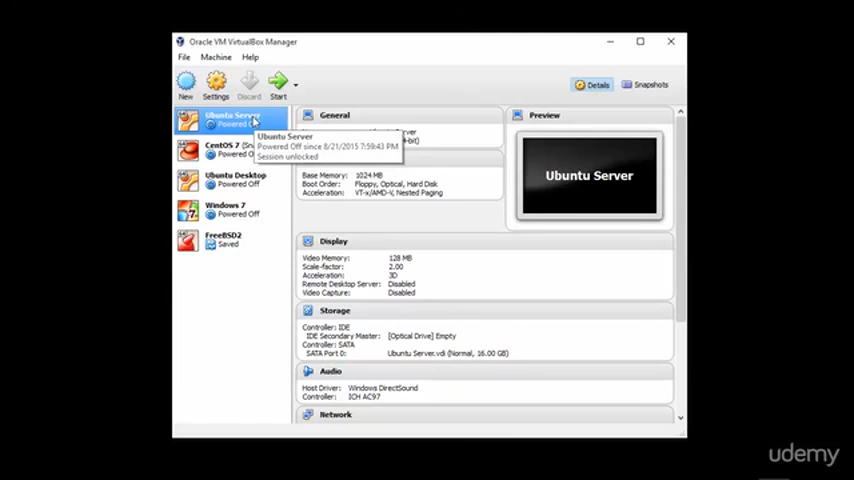 Oracle VM VirtualBox Manager
File Machine Help
New Settings Discard Start
Details Snapshots
Ubuntu Server
Powered
CentOS 7
Powered
Ubuntu Desktop
Powered Off
Windows 7
Powered Off
FreeBSD2
Saved
Ubuntu Server
Powered Off since 8/21/2015 7:59:43 PM
Session unlocked
General
Base Memory: 1024 MB
Boot Order: Floppy, Optical, Hard Disk
Acceleration: VT-x/AMD-V, Nested Paging
Preview
Ubuntu Server
Display
Video Memory: 128 MB
Scale-factor: 2.00
Acceleration: 3D
Remote Desktop Server: Disabled
Video Capture: Disabled
Storage
Controller: IDE
IDE Secondary Master: [Optical Drive] Empty
Controller: SATA
SATA Port 0: Ubuntu Server.vdi (Normal, 16.00 GB)
Audio
Host Driver: Windows DirectSound
Controller: ICH AC97
Network
udemy